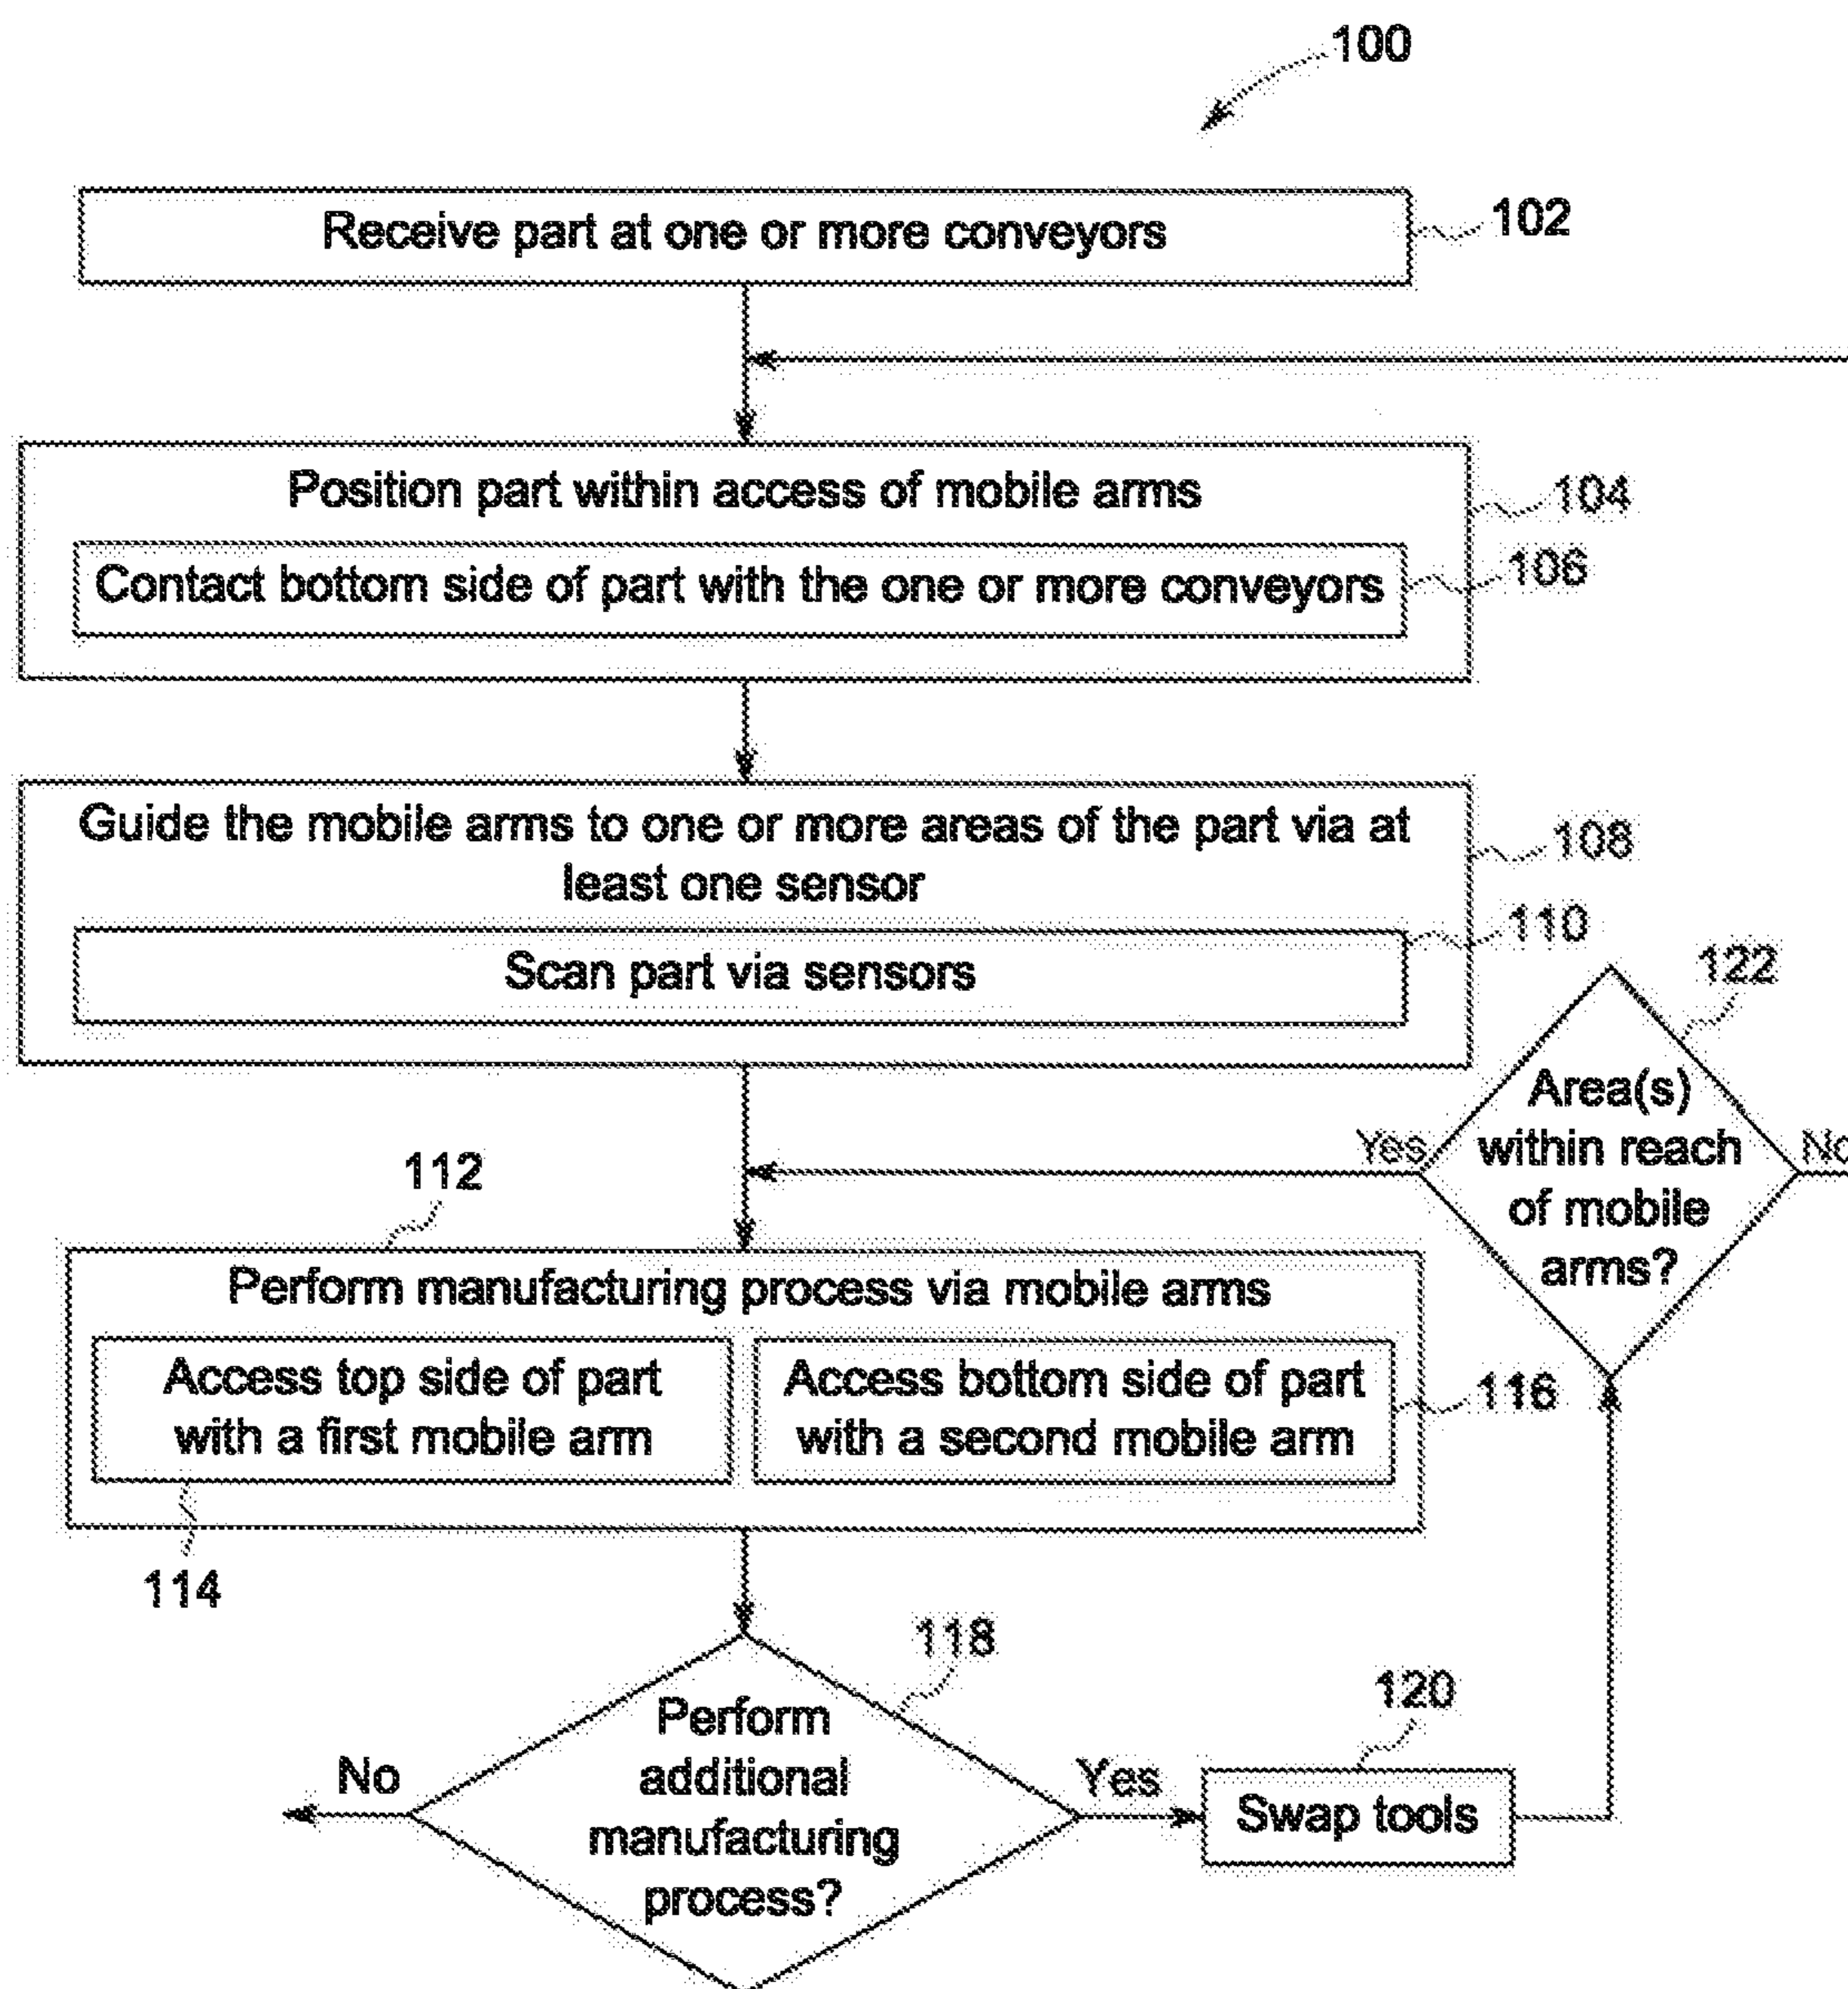 100
Receive part at one or more conveyors
102
Position part within access of mobile arms
104
Contact bottom side of part with the one or more conveyors
106
Guide the mobile arms to one or more areas of the part via at
least one sensor
108
Scan part via sensors
110
122
Area(s)
within reach
of mobile
arms?
Yes
No
112
Perform manufacturing process via mobile arms
Access top side of part
with a first mobile arm
114
Access bottom side of part
with a second mobile arm
116
118
Perform
additional
manufacturing
process?
No
Yes
120
Swap tools